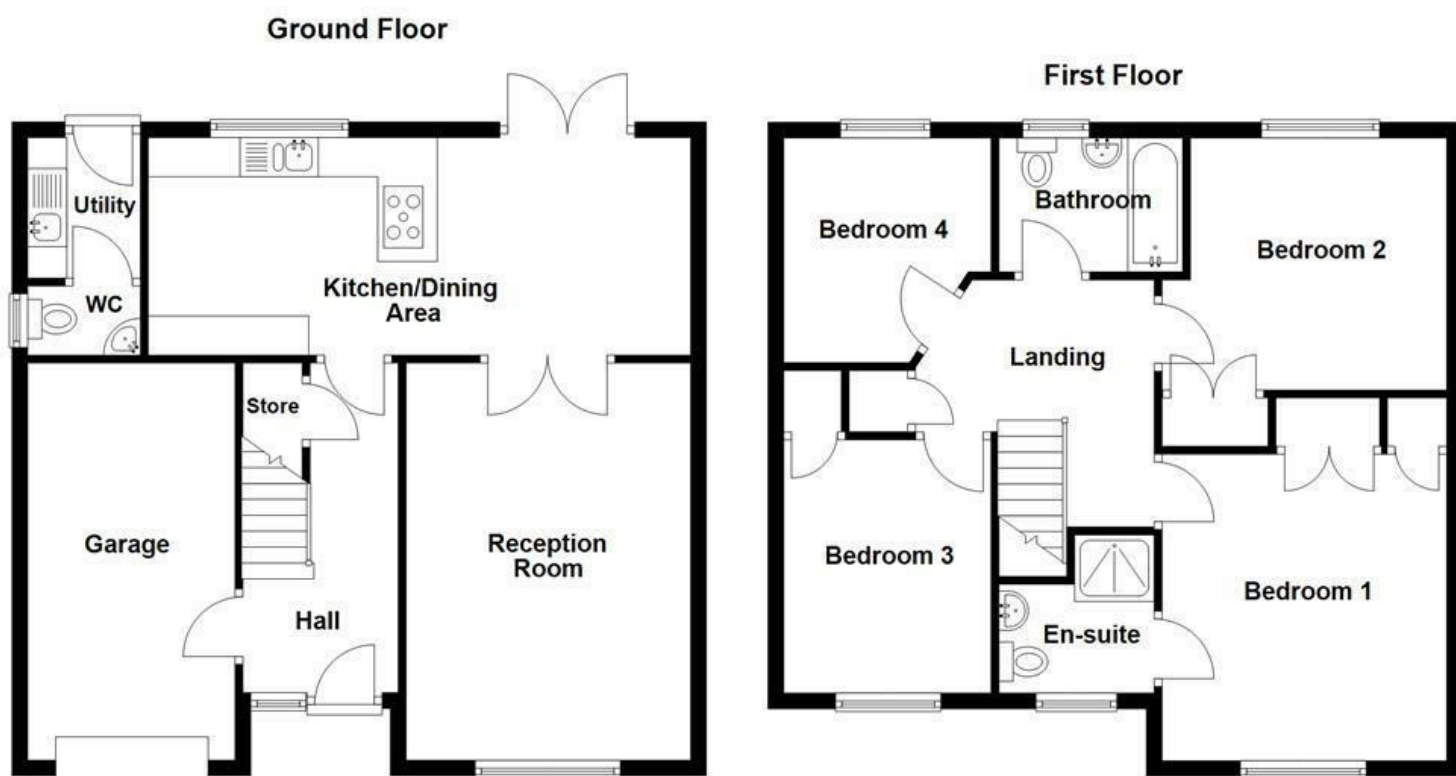 Ground Floor
Utility
WC
Kitchen/Dining
Area
Store
Garage
Reception
Room
Hall
First Floor
Bedroom 4
Bathroom
Bedroom 2
Landing
Bedroom 3
Bedroom 1
En-suite